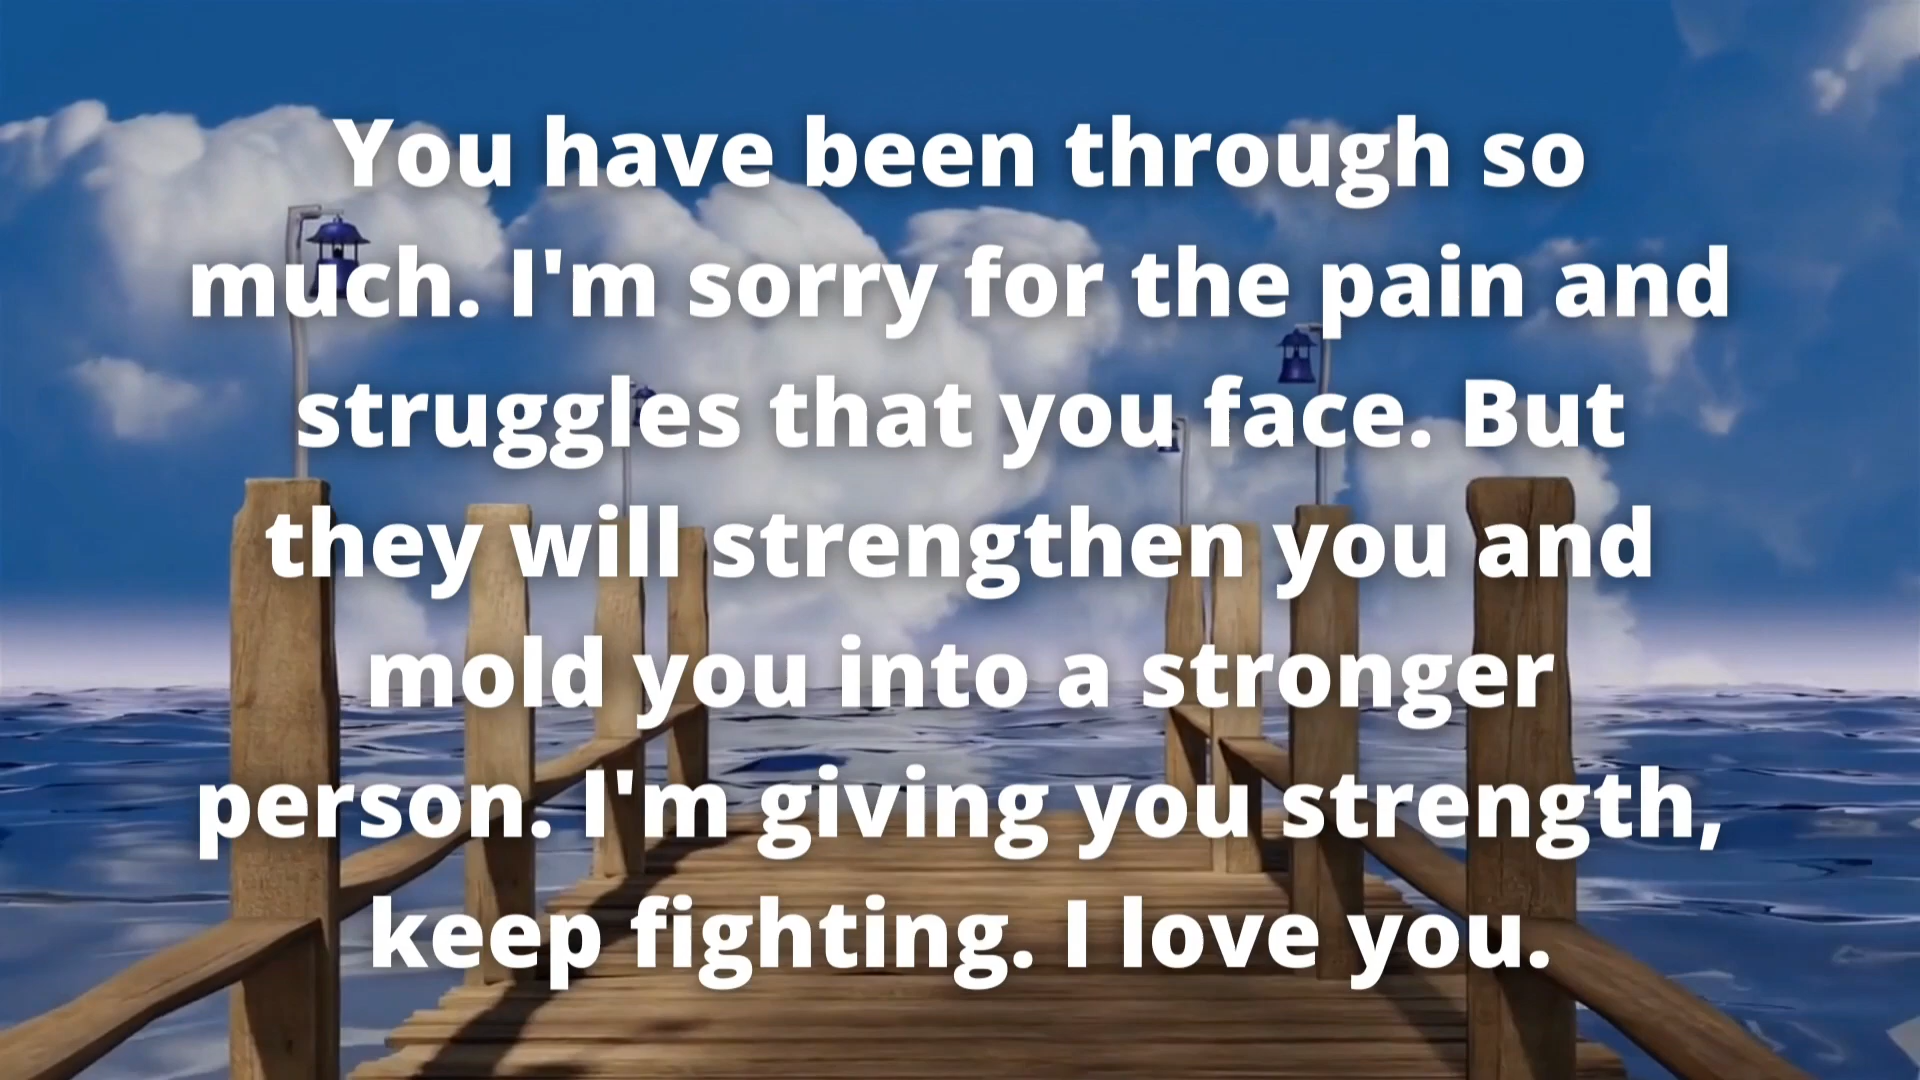 You have been through so
much. I'm sorry for the pain and
struggles that you face. But
they will strengthen you and
mold you into a stronger
person. I'm giving you strength,
keep fighting. I love you.